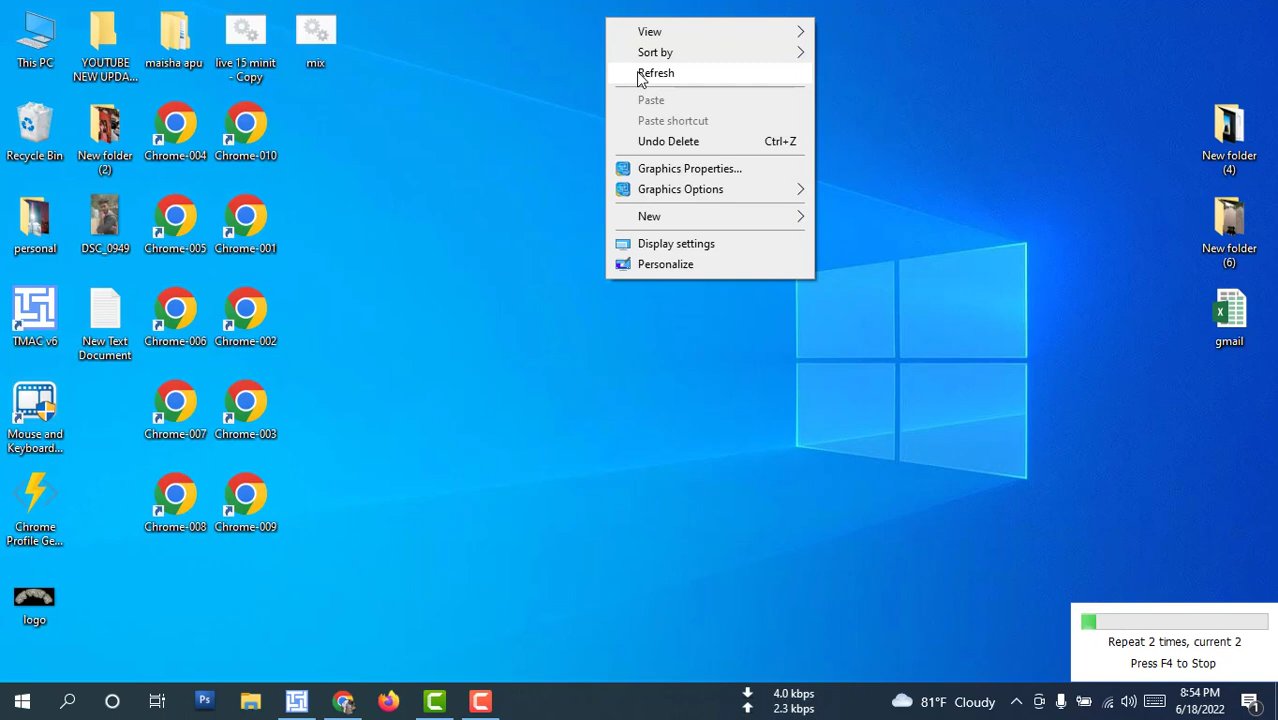 This PC
YOUTUBE
NEW UPDA...
maisha apu
live 15 minit
- Copy
mix
Recycle Bin
New folder
(2)
Chrome-004
Chrome-010
personal
DSC_0949
Chrome-005
Chrome-001
TMAC v6
New Text
Document
Chrome-006
Chrome-002
Mouse and
Keyboard...
Chrome-007
Chrome-003
Chrome
Profile Ge...
Chrome-008
Chrome-009
logo
View
Sort by
Refresh
Paste
Paste shortcut
Undo Delete Ctrl+Z
Graphics Properties...
Graphics Options
New
Display settings
Personalize
New folder
(4)
New folder
(6)
gmail
Repeat 2 times, current 2
Press F4 to Stop
Ps
4.0 kbps
2.3 kbps
81°F Cloudy
8:54 PM
6/18/2022
1